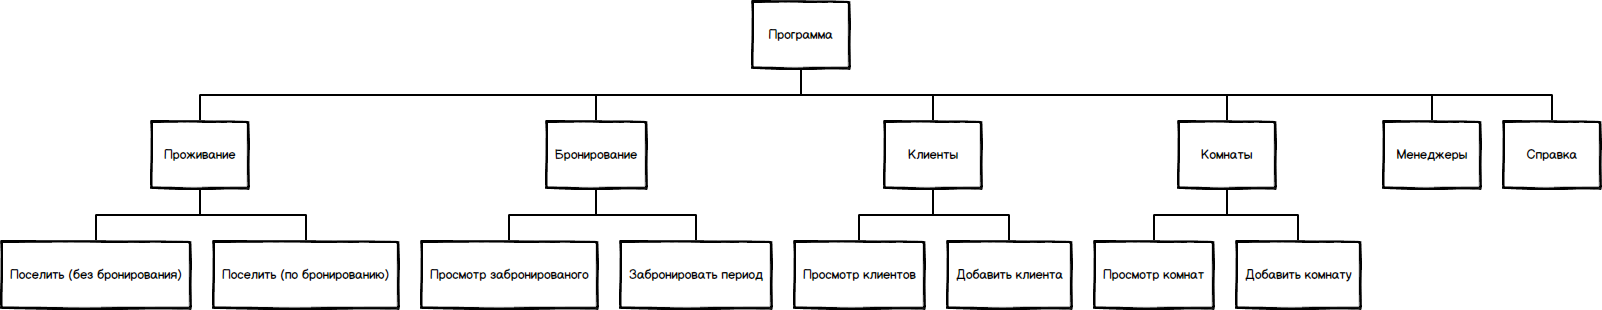 Программа
Проживание
Бронирование
Клиенты
Комнаты
Менеджеры
Справка
Поселить (без бронирования)
Поселить (по бронированию)
Просмотр забронированого
Забронировать период
Просмотр клиентов
Добавить клиента
Просмотр комнат
Добавить комнату